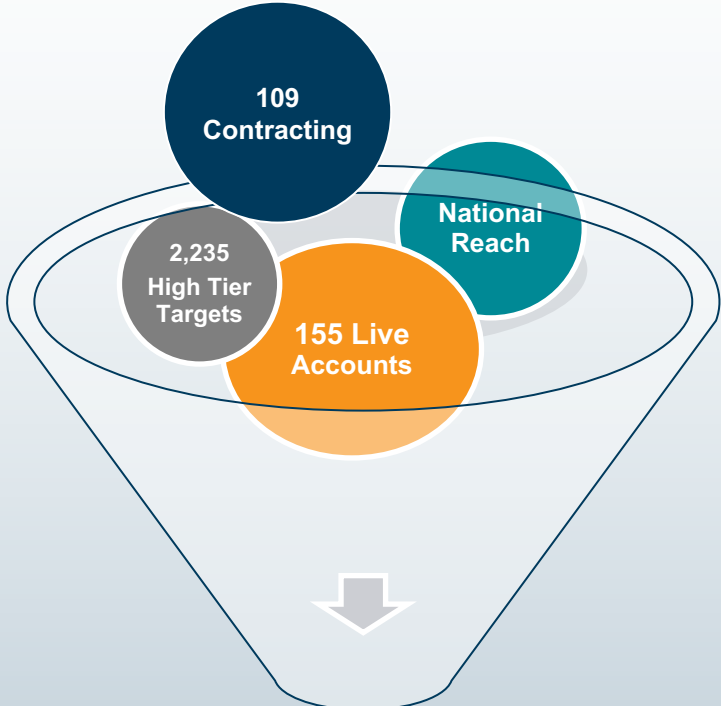 109
Contracting
National
Reach
2,235
High Tier
Targets
155 Live
Accounts